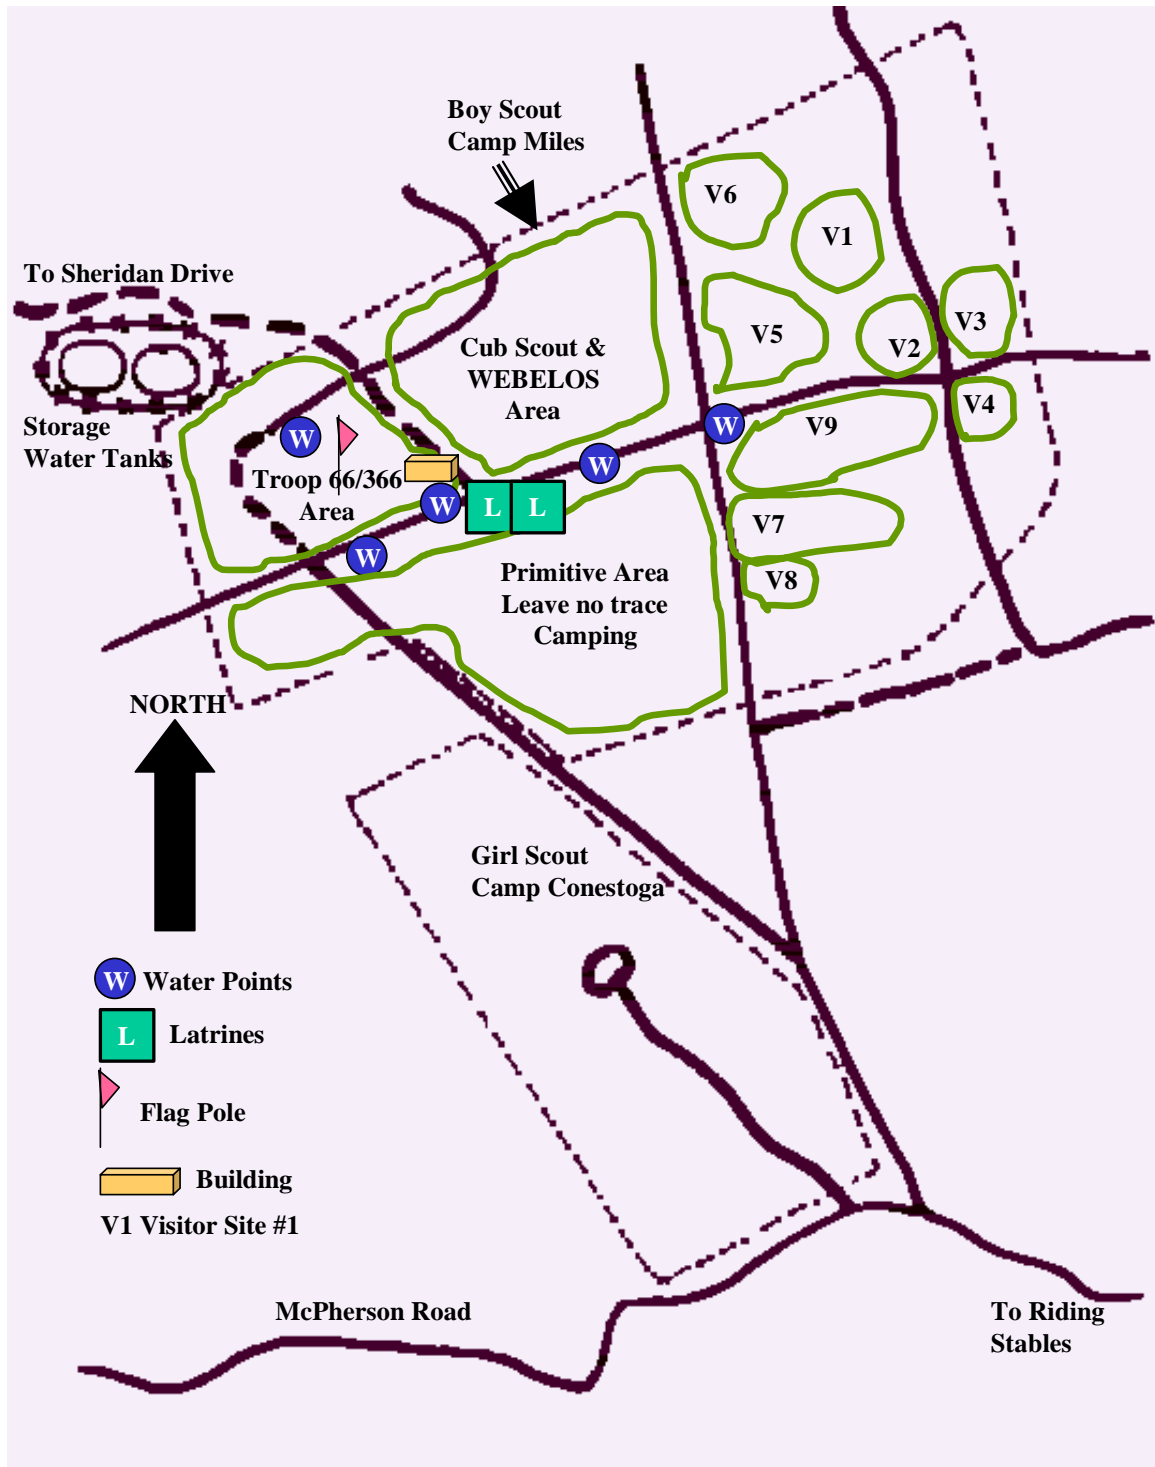 Boy Scout
Camp Miles
V6
V1
To Sheridan Drive
V3
V5
V2
Cub Scout &
WEBELOS
Area
V4
Storage
Water Tanks
W
W
V9
W
Troop 66/366
Area
W
L
L
V7
W
Primitive Area
Leave no trace
Camping
V8
NORTH
Girl Scout
Camp Conestoga
W
Water Points
L
Latrines
Flag Pole
Building
V1 Visitor Site #1
McPherson Road
To Riding
Stables